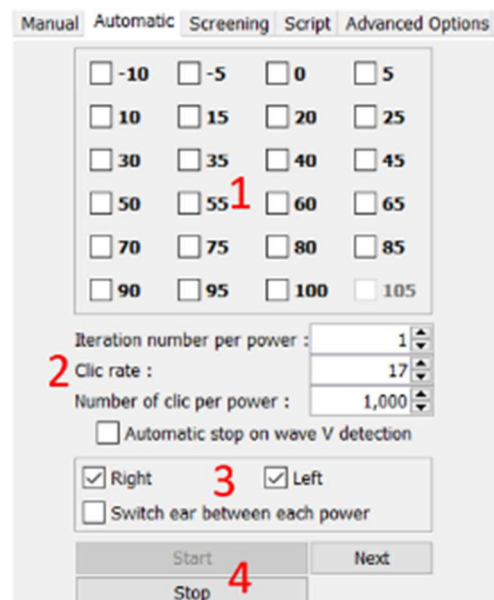 Manual Automatic Screening Script Advanced Options
-10 -5 0 5
10 15 20 25
30 35 40 45
1
50 55 60 65
70 75 80 85
90 95 100 105
Iteration number per power : 1
2 Clic rate : 17
Number of clic per power : 1,000
Automatic stop on wave V detection
Right 3 Left
Switch ear between each power
Start Next
Stop 4